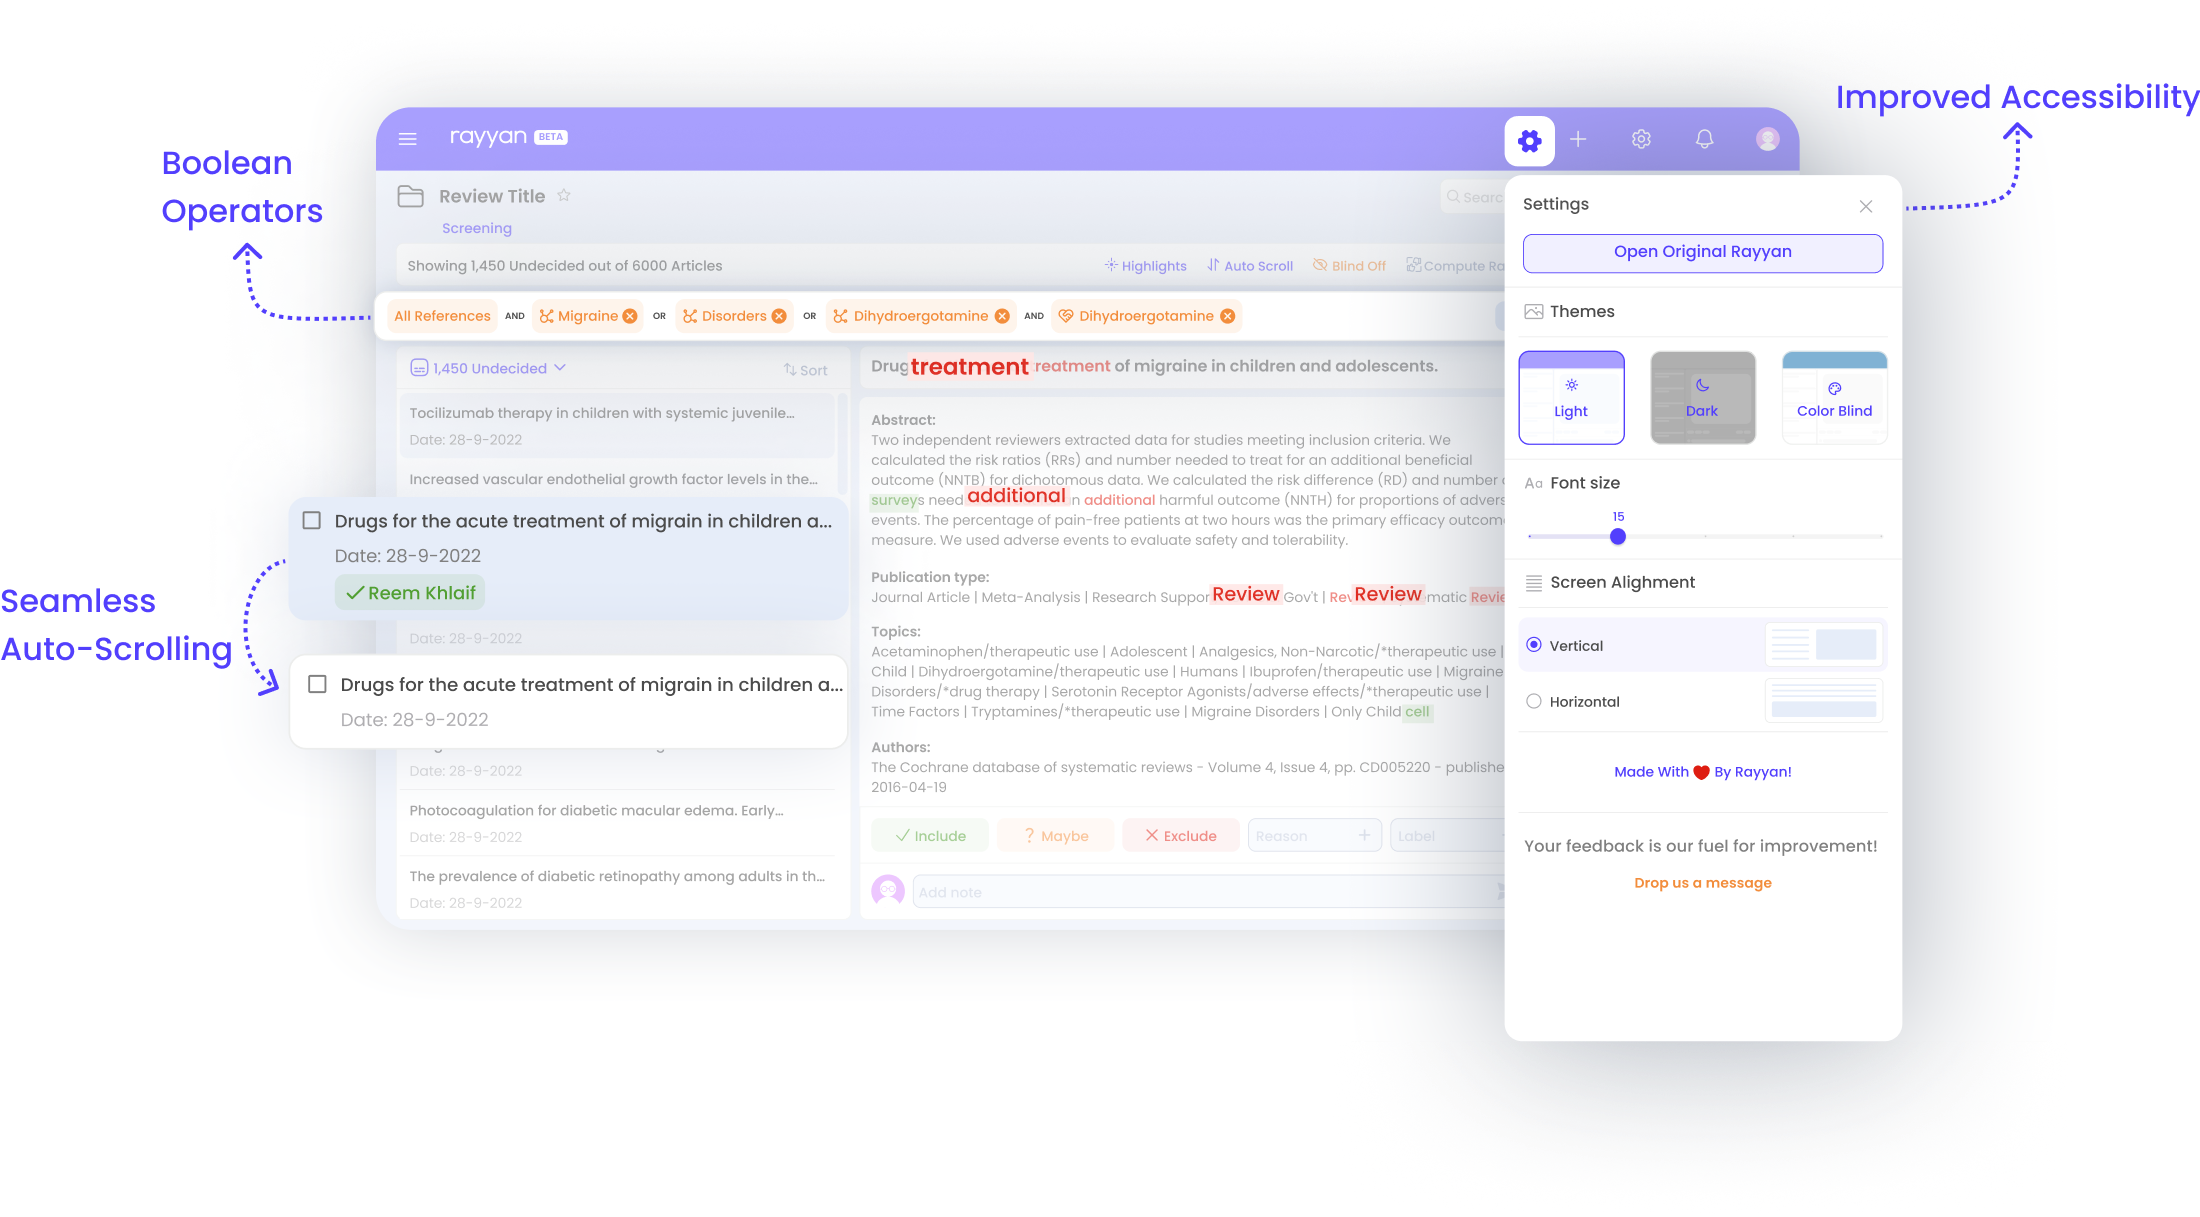 Improved Accessibility
Boolean
Operators
Seamless
Auto-Scrolling
rayyan BETA
Review Title
Screening
Showing 1,450 Undecided out of 6000 Articles
Highlights
Auto Scroll
Blind Off
Compute Ra
All References AND Migraine OR Disorders OR Dihydroergotamine AND Dihydroergotamine
1,450 Undecided
Sort
Tocilizumab therapy in children with systemic juvenile...
Date: 28-9-2022
Increased vascular endothelial growth factor levels in the...
Drugs for the acute treatment of migrain in children a...
Date: 28-9-2022
Reem Khlaif
Date: 28-9-2022
Drugs for the acute treatment of migrain in children a...
Date: 28-9-2022
Date: 28-9-2022
Photocoagulation for diabetic macular edema. Early...
Date: 28-9-2022
The prevalence of diabetic retinopathy among adults in th...
Date: 28-9-2022
Drug treatment reatment of migraine in children and adolescents.
Abstract:
Two independent reviewers extracted data for studies meeting inclusion criteria. We
calculated the risk ratios (RRs) and number needed to treat for an additional beneficial
outcome (NNTB) for dichotomous data. We calculated the risk difference (RD) and number
surveys need additional n additional harmful outcome (NNTH) for proportions of advers
events. The percentage of pain-free patients at two hours was the primary efficacy outcom
measure. We used adverse events to evaluate safety and tolerability.
Publication type:
Journal Article | Meta-Analysis | Research Suppor Review Gov't | Rev Review matic Revie
Topics:
Acetaminophen/therapeutic use | Adolescent | Analgesics, Non-Narcotic/*therapeutic use |
Child | Dihydroergotamine/therapeutic use | Humans | Ibuprofen/therapeutic use | Migraine
Disorders/*drug therapy | Serotonin Receptor Agonists/adverse effects/*therapeutic use |
Time Factors | Tryptamines/*therapeutic use | Migraine Disorders | Only Child cell
Authors:
The Cochrane database of systematic reviews - Volume 4, Issue 4, pp. CD005220 - publishe
2016-04-19
Include
? Maybe
Exclude
Reason +
Label
Add note
Searc
Settings
Open Original Rayyan
Themes
Light
Dark
Color Blind
Aa Font size
15
Screen Alighment
Vertical
Horizontal
Made With By Rayyan!
Your feedback is our fuel for improvement!
Drop us a message